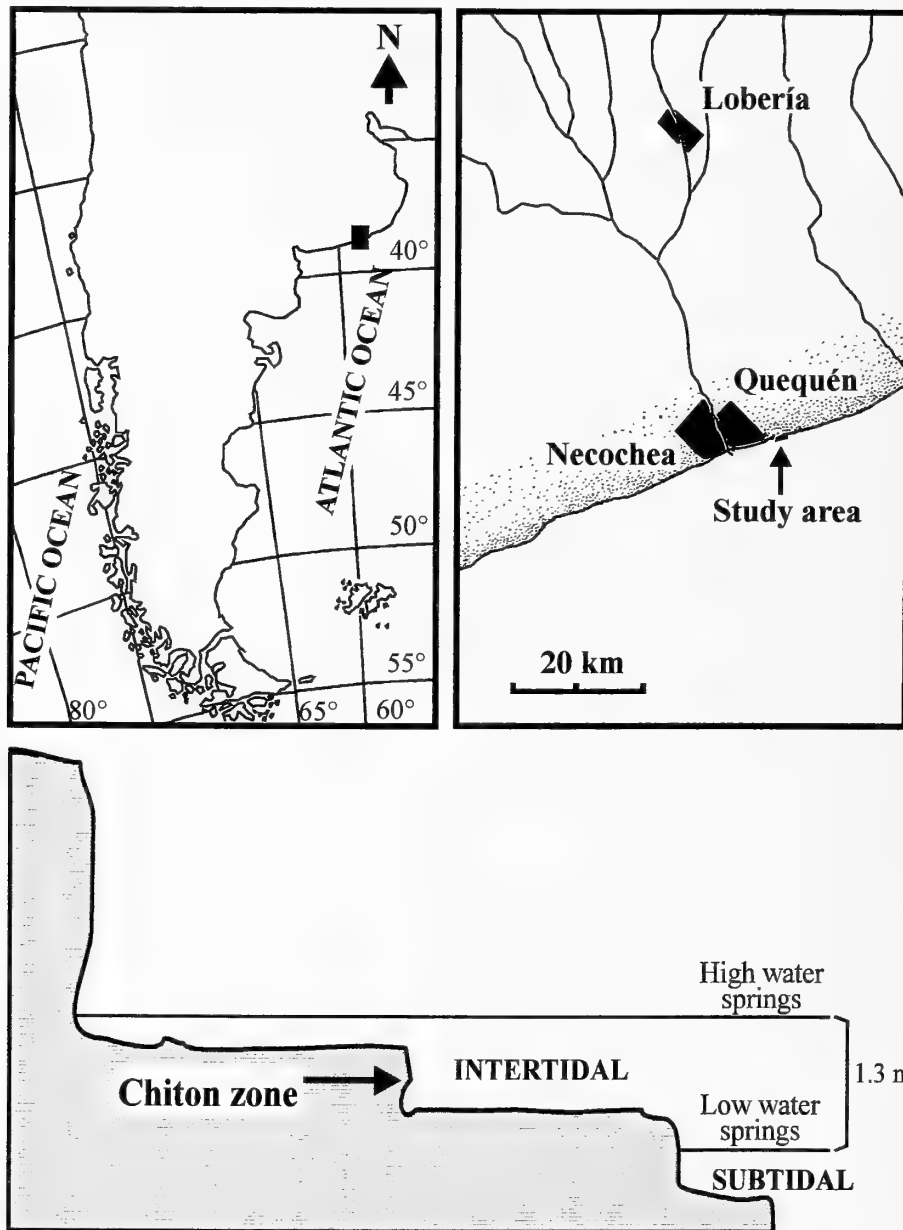 N
40°
ATLANTIC OCEAN
45°
50°
PACIFIC OCEAN
55°
80°
65°
60°
Lobería
Quequén
Necochea
Study area
20 km
High water
springs
INTERTIDAL
Chiton zone
1.3 m
Low water
springs
SUBTIDAL